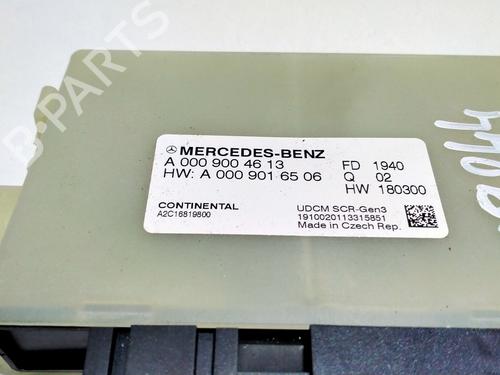 MERCEDES-BENZ
A 000 900 46 13 FD 1940
HW: A 000 901 65 06 Q 02
HW 180300
CONTINENTAL UDCM SCR-Gen3
A2C16819800 1910020113315851
Made in Czech Rep.
B-PARTS